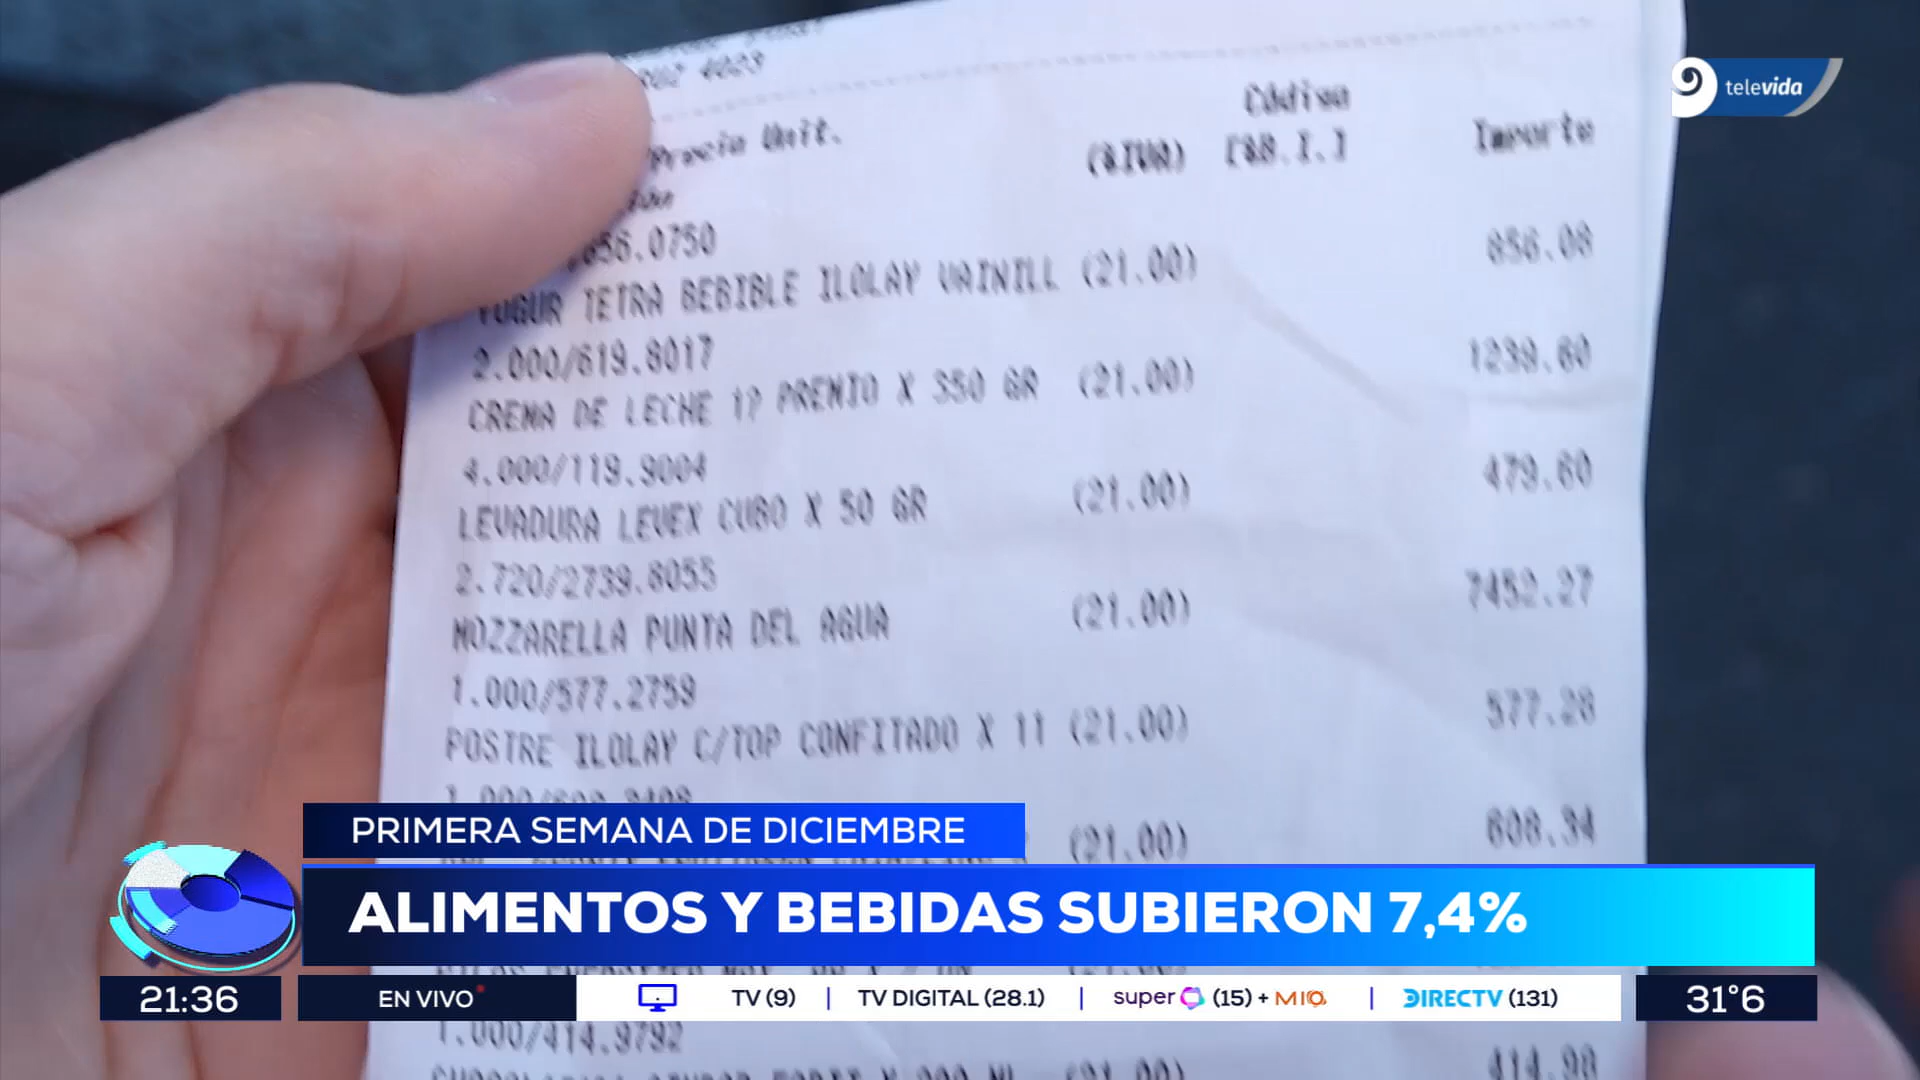 9 televida
Precio Unit.
(%IVA)
Código
Importe
856.08
YOGUR TETRA BEBIBLE ILOLAY VAINILL (21.00)
2.000/619.8017
1239.60
CREMA DE LECHE 1? PREMIO X 350 GR (21.00)
4.000/119.9004
479.60
LEVADURA LEVEX CUBO X 50 GR (21.00)
2.720/2739.8055
7452.27
MOZZARELLA PUNTA DEL AGUA (21.00)
1.000/577.2759
577.28
POSTRE ILOLAY C/TOP CONFITADO X 11 (21.00)
608.34
(21.00)
PRIMERA SEMANA DE DICIEMBRE
ALIMENTOS Y BEBIDAS SUBIERON 7,4%
21:36
EN VIVO
TV (9) | TV DIGITAL (28.1) | super (15) + MIO | DIRECTV (131)
31°6
1.000/414.9792
414.98